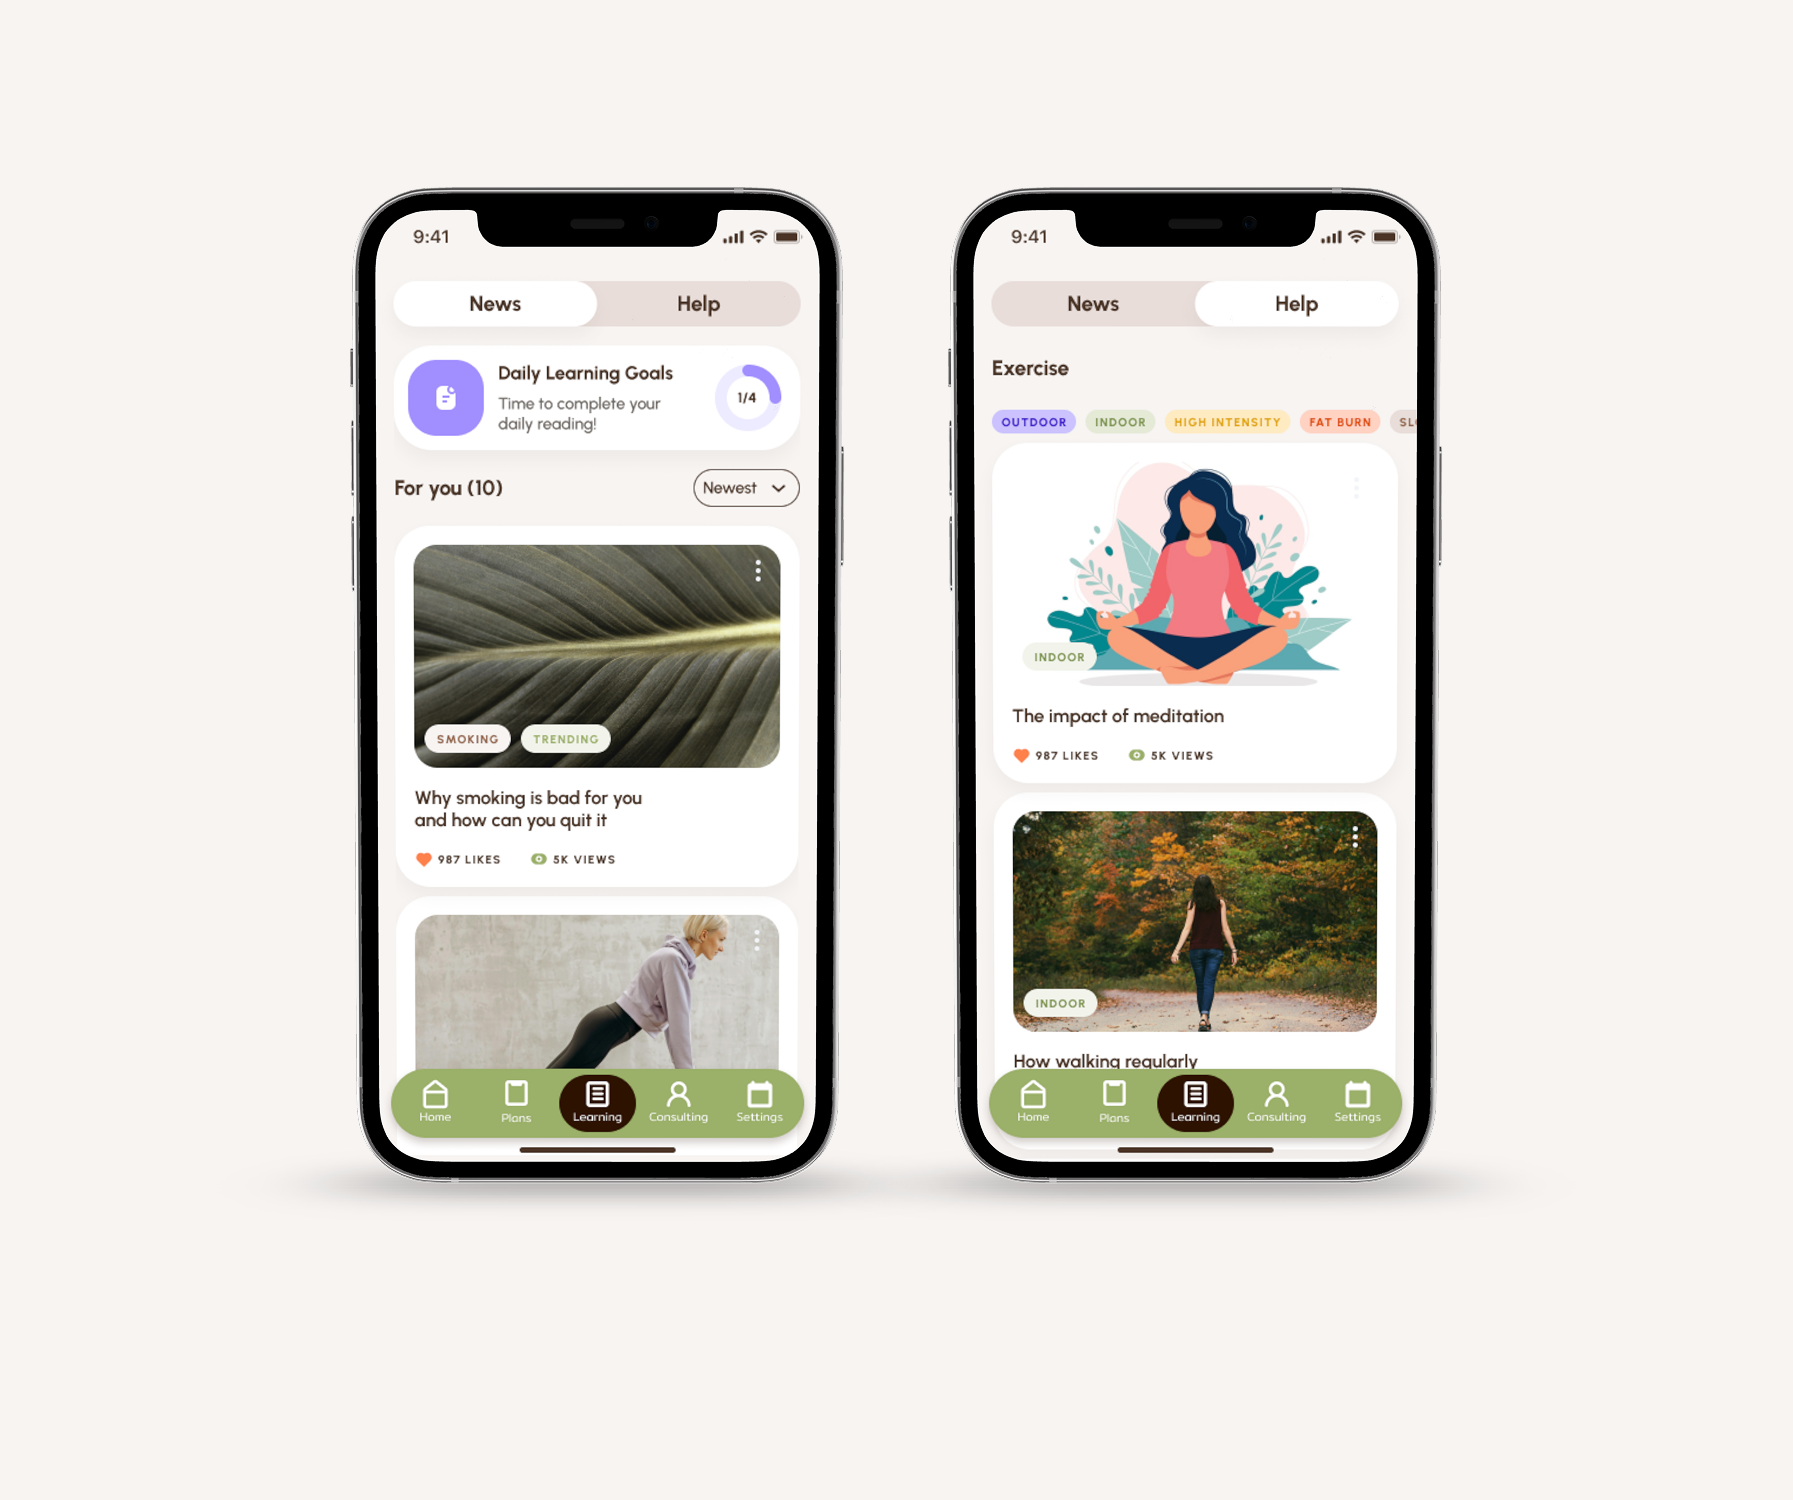 9:41
News
Help
Daily Learning Goals
Time to complete your
daily reading!
1/4
For you (10)
Newest
SMOKING
TRENDING
Why smoking is bad for you
and how can you quit it
987 LIKES
5K VIEWS
Home
Plans
Learning
Consulting
Settings
9:41
News
Help
Exercise
OUTDOOR
INDOOR
HIGH INTENSITY
FAT BURN
INDOOR
The impact of meditation
987 LIKES
5K VIEWS
INDOOR
How walking regularly
Home
Plans
Learning
Consulting
Settings